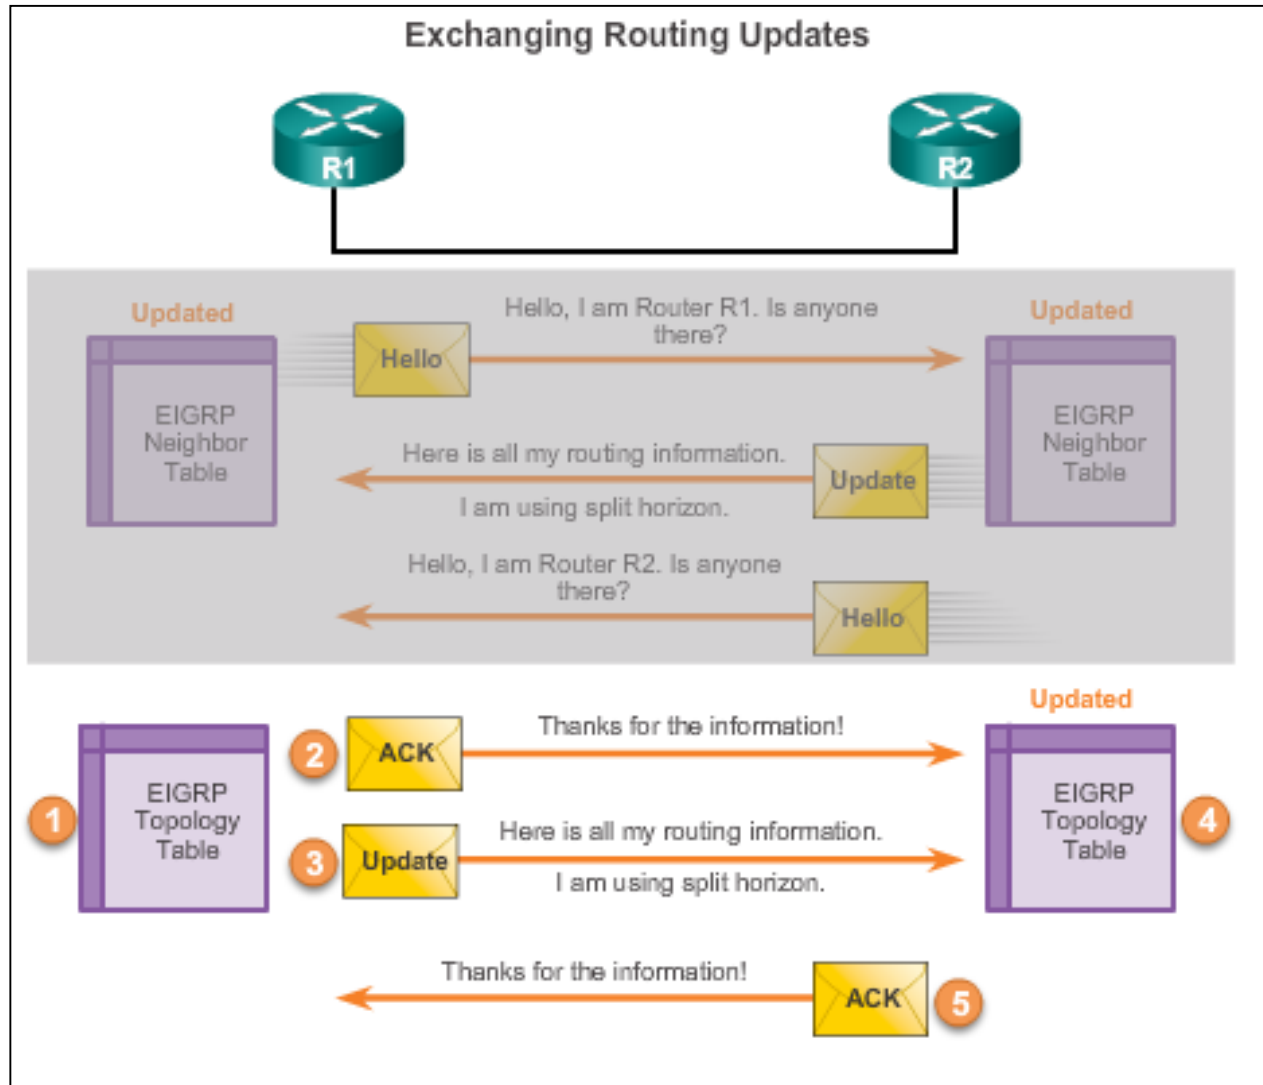 Exchanging Routing Updates
R1
R2
Updated
Hello, I am Router R1. Is anyone
there?
Updated
Hello
EIGRP
Neighbor
Table
EIGRP
Neighbor
Table
Here is all my routing information.
Update
I am using split horizon.
Hello, I am Router R2. Is anyone
there?
Hello
Updated
1
EIGRP
Topology
Table
2
ACK
Thanks for the information!
3
Update
Here is all my routing information.
I am using split horizon.
EIGRP
Topology
Table
4
Thanks for the information!
ACK
5